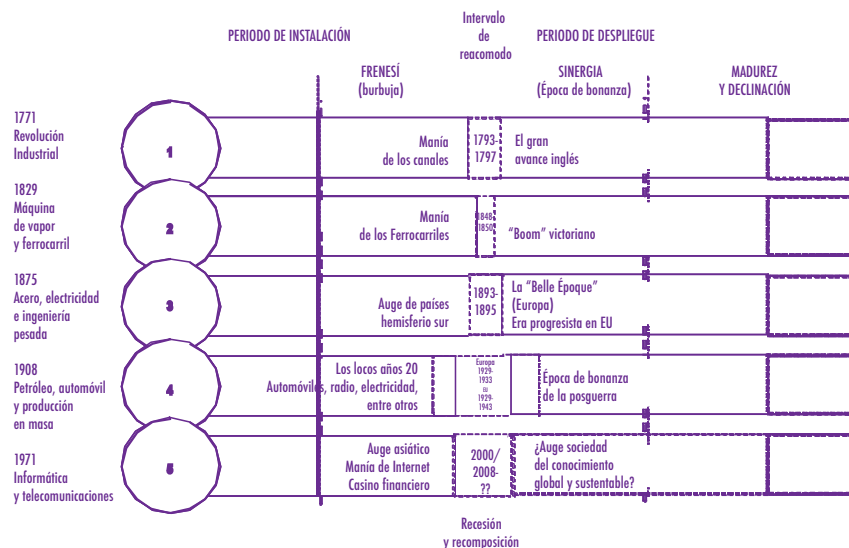 PERIODO DE INSTALACIÓN
Intervalo
de
reacomodo
PERIODO DE DESPLIEGUE
FRENESÍ
(burbuja)
SINERGIA
(Época de bonanza)
MADUREZ
Y DECLINACIÓN
1771
Revolución
Industrial
1
Manía
de los canales
1793-
1797
El gran
avance inglés
1829
Máquina
de vapor
y ferrocarril
2
Manía
de los Ferrocarriles
1848
1850
"Boom" victoriano
1875
Acero, electricidad
e ingeniería
pesada
3
Auge de países
hemisferio sur
1893-
1895
La "Belle Époque"
(Europa)
Era progresista en EU
1908
Petróleo, automóvil
y producción
en masa
4
Los locos años 20
Automóviles, radio, electricidad,
entre otros
Europa
1929-
1933
EU
1929-
1943
Época de bonanza
de la posguerra
1971
Informática
y telecomunicaciones
5
Auge asiático
Manía de Internet
Casino financiero
2000/
2008-
??
¿Auge sociedad
del conocimiento
global y sustentable?
Recesión
y recomposición